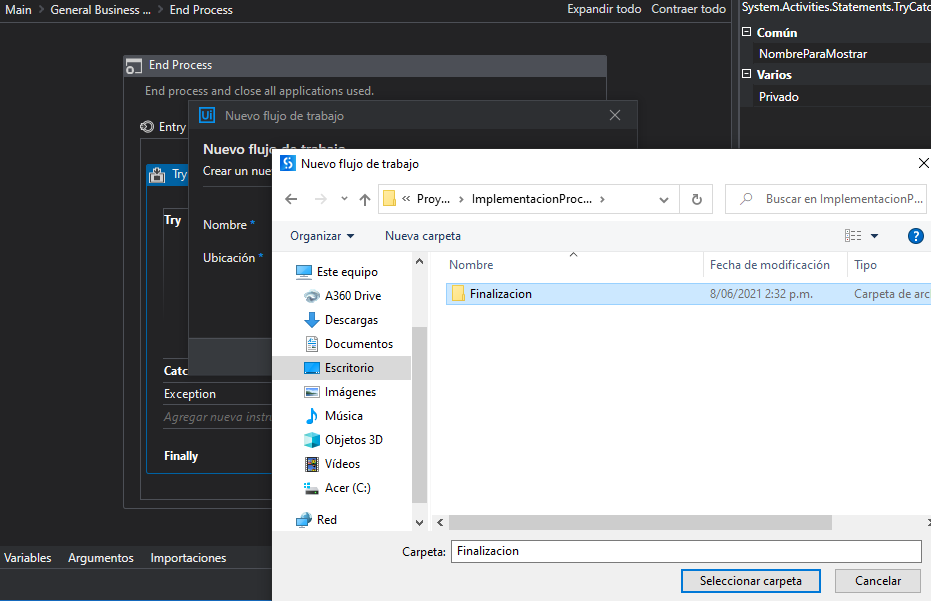 Main > General Business ... > End Process
Expandir todo Contraer todo
System.Activities.Statements.TryCatc
Común
NombreParaMostrar
Varios
Privado
End Process
End process and close all applications used.
Entry
Try
Try
Catc
Exception
Agregar nueva instr
Finally
Ui Nuevo flujo de trabajo
Nuevo flujo de trabajo
Crear un nue
Nombre *
Ubicación *
Nuevo flujo de trabajo
« Proy... > ImplementacionProc... >
Buscar en ImplementacionP...
Organizar Nueva carpeta
?
Este equipo
A360 Drive
Descargas
Documentos
Escritorio
Imágenes
Música
Objetos 3D
Vídeos
Acer (C:)
Red
Nombre Fecha de modificación Tipo
Finalizacion 8/06/2021 2:32 p.m. Carpeta de arc
Carpeta: Finalizacion
Seleccionar carpeta Cancelar
Variables Argumentos Importaciones